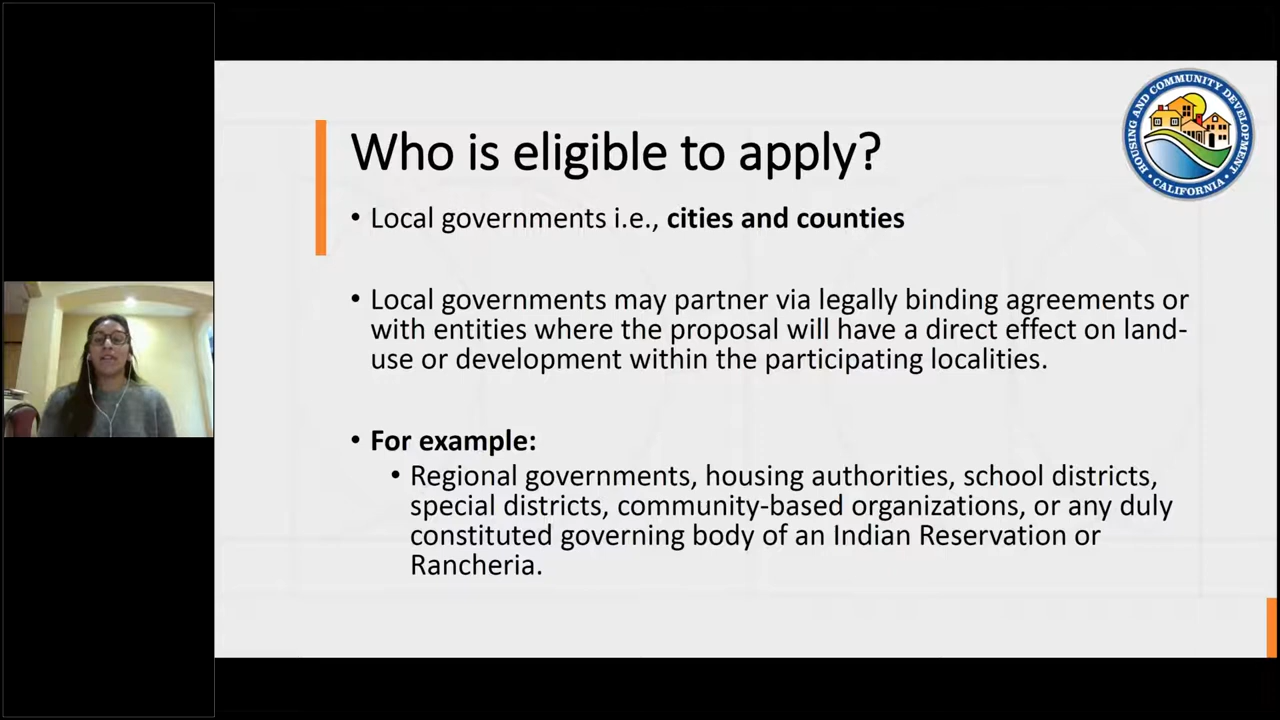 Who is eligible to apply?
• Local governments i.e., cities and counties
• Local governments may partner via legally binding agreements or
with entities where the proposal will have a direct effect on land-
use or development within the participating localities.
• For example:
• Regional governments, housing authorities, school districts,
special districts, community-based organizations, or any duly
constituted governing body of an Indian Reservation or
Rancheria.
HOUSING AND COMMUNITY DEVELOPMENT
• CALIFORNIA •